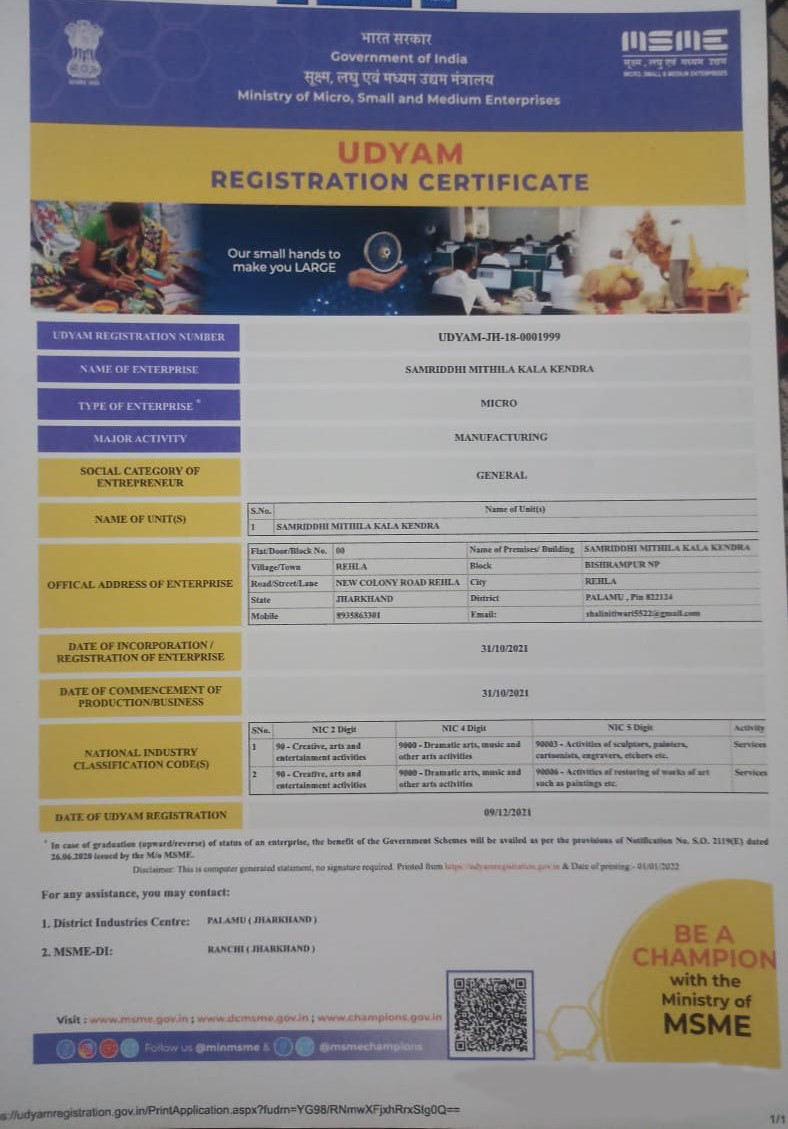 भारत सरकार
Government of India
सूक्ष्म, लघु एवं मध्यम उद्यम मंत्रालय
Ministry of Micro, Small and Medium Enterprises
MSME
सूक्ष्म, लघु एवं मध्यम उद्यम
MICRO, SMALL & MEDIUM ENTERPRISES
UDYAM
REGISTRATION CERTIFICATE
Our small hands to
make you LARGE
UDYAM REGISTRATION NUMBER UDYAM-JH-18-0001999
NAME OF ENTERPRISE SAMRIDDHI MITHILA KALA KENDRA
TYPE OF ENTERPRISE * MICRO
MAJOR ACTIVITY MANUFACTURING
SOCIAL CATEGORY OF
ENTREPRENEUR
GENERAL
NAME OF UNIT(S)
S.No. Name of Unit(s)
1 SAMRIDDHI MITHILA KALA KENDRA
OFFICAL ADDRESS OF ENTERPRISE
Flat/Door/Block No. 00 Name of Premises/ Building SAMRIDDHI MITHILA KALA KENDRA
Village/Town REHLA Block BISHRAMPUR NP
Road/Street/Lane NEW COLONY ROAD REHLA City REHLA
State JHARKHAND District PALAMU , Pin 822124
Mobile 8935863301 Email: shalinitiwari5522@gmail.com
DATE OF INCORPORATION /
REGISTRATION OF ENTERPRISE
31/10/2021
DATE OF COMMENCEMENT OF
PRODUCTION/BUSINESS
31/10/2021
NATIONAL INDUSTRY
CLASSIFICATION CODE(S)
SNo. NIC 2 Digit NIC 4 Digit NIC 5 Digit Activity
1 90 - Creative, arts and entertainment activities 9000 - Dramatic arts, music and other arts activities 90003 - Activities of sculptors, painters, cartoonists, engravers, etchers etc. Services
2 90 - Creative, arts and entertainment activities 9000 - Dramatic arts, music and other arts activities 90006 - Activities of restoring of works of art such as paintings etc. Services
DATE OF UDYAM REGISTRATION 09/12/2021
* In case of graduation (upward/reverse) of status of an enterprise, the benefit of the Government Schemes will be availed as per the provisions of Notification No. S.O. 2119(E) dated
26.06.2020 issued by the M/o MSME.
Disclaimer: This is computer generated statement, no signature required. Printed from https://udyamregistration.gov.in & Date of printing:- 01/01/2022
For any assistance, you may contact:
1. District Industries Centre: PALAMU ( JHARKHAND )
2. MSME-DI: RANCHI ( JHARKHAND )
BE A
CHAMPION
with the
Ministry of
MSME
Visit : www.msme.gov.in ; www.dcmsme.gov.in ; www.champions.gov.in
Follow us @minmsme & @msmechampions
s://udyamregistration.gov.in/PrintApplication.aspx?fudrn=YG98/RNmwXFjxhRrxSIg0Q==
1/1